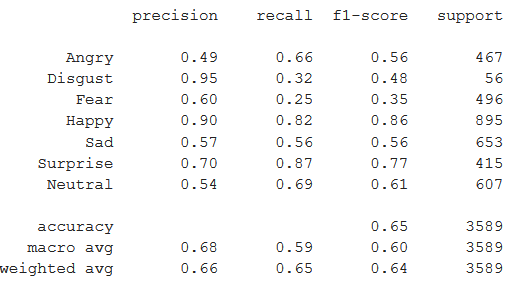 precision recall f1-score support
Angry 0.49 0.66 0.56 467
Disgust 0.95 0.32 0.48 56
Fear 0.60 0.25 0.35 496
Happy 0.90 0.82 0.86 895
Sad 0.57 0.56 0.56 653
Surprise 0.70 0.87 0.77 415
Neutral 0.54 0.69 0.61 607
accuracy 0.65 3589
macro avg 0.68 0.59 0.60 3589
weighted avg 0.66 0.65 0.64 3589